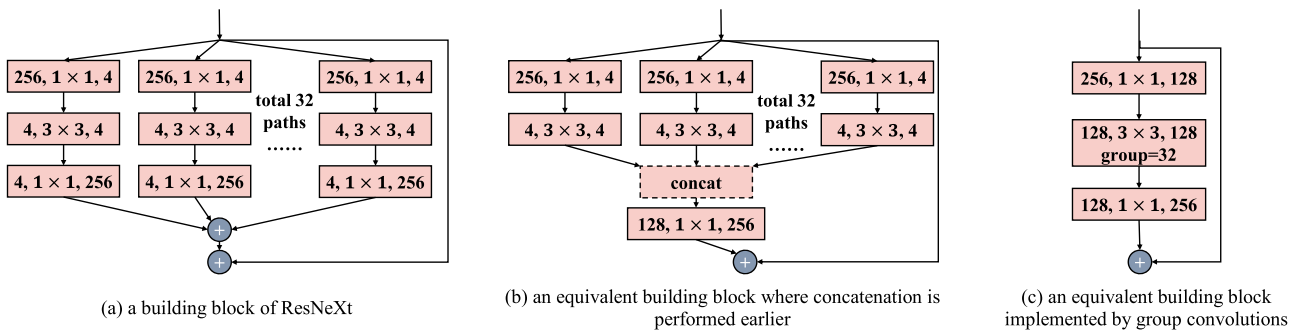 256, 1 × 1, 4
256, 1 × 1, 4
256, 1 × 1, 4
total 32
paths
......
4, 3 × 3, 4
4, 3 × 3, 4
4, 3 × 3, 4
4, 1 × 1, 256
4, 1 × 1, 256
4, 1 × 1, 256
+
+
(a) a building block of ResNeXt
256, 1 × 1, 4
256, 1 × 1, 4
256, 1 × 1, 4
total 32
paths
......
4, 3 × 3, 4
4, 3 × 3, 4
4, 3 × 3, 4
concat
128, 1 × 1, 256
+
(b) an equivalent building block where concatenation is
performed earlier
256, 1 × 1, 128
128, 3 × 3, 128
group=32
128, 1 × 1, 256
+
(c) an equivalent building block
implemented by group convolutions